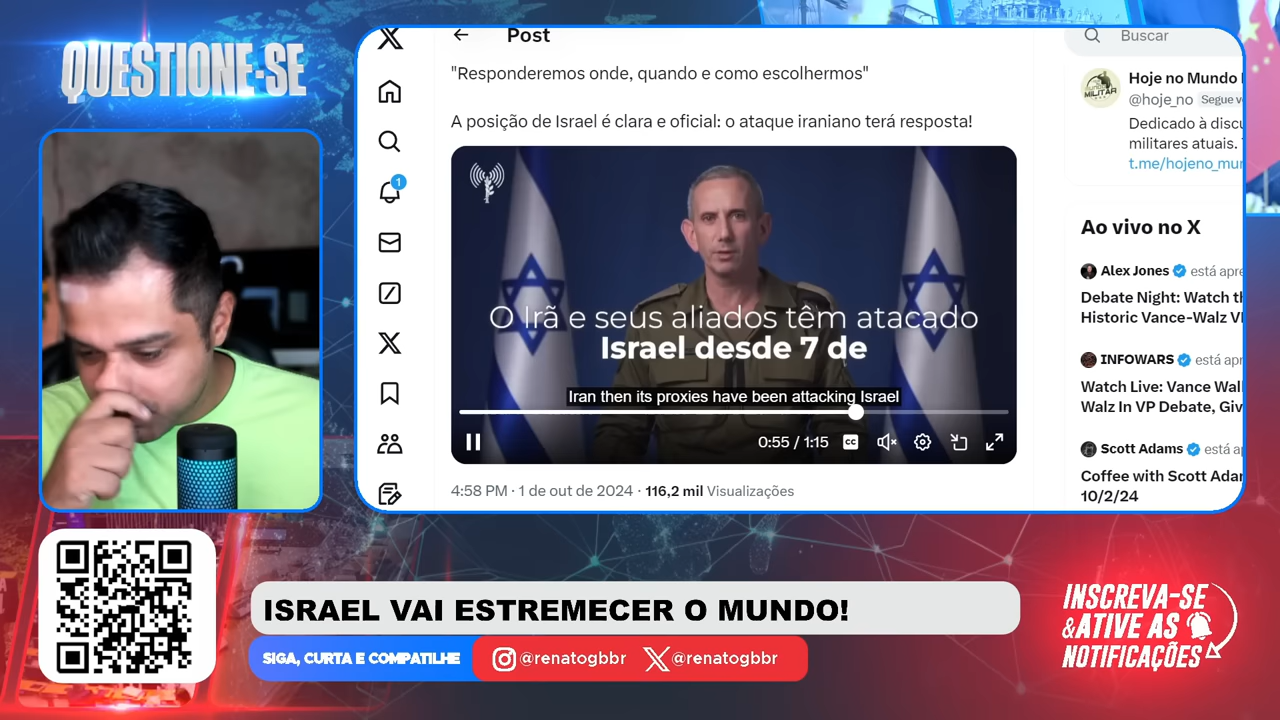 QUESTIONE-SE
Post
"Responderemos onde, quando e como escolhermos"
A posição de Israel é clara e oficial: o ataque iraniano terá resposta!
O Irã e seus aliados têm atacado
Israel desde 7 de
Iran then its proxies have been attacking Israel
0:55 / 1:15
CC
4:58 PM · 1 de out de 2024 · 116,2 mil Visualizações
1
Buscar
MILITAR
Hoje no Mundo
@hoje_no Segue v
Dedicado à discu
militares atuais.
t.me/hojeno_mur
Ao vivo no X
Alex Jones está apre
Debate Night: Watch th
Historic Vance-Walz V
INFOWARS está apr
Watch Live: Vance Wal
Walz In VP Debate, Giv
Scott Adams está a
Coffee with Scott Adar
10/2/24
ISRAEL VAI ESTREMECER O MUNDO!
SIGA, CURTA E COMPATILHE
@renatogbbr
@renatogbbr
INSCREVA-SE
&ATIVE AS
NOTIFICAÇÕES